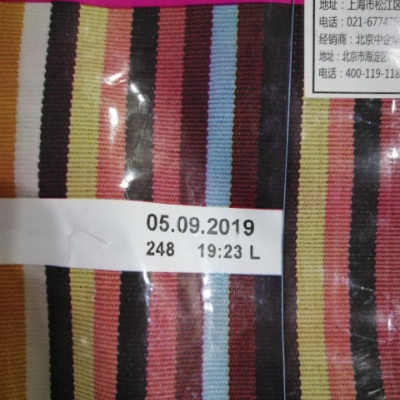 地址：上海市松江区
电话：021-6774
经销商：北京中企
地址：北京市海淀区
电话：400-119-118
05.09.2019
248 19:23 L